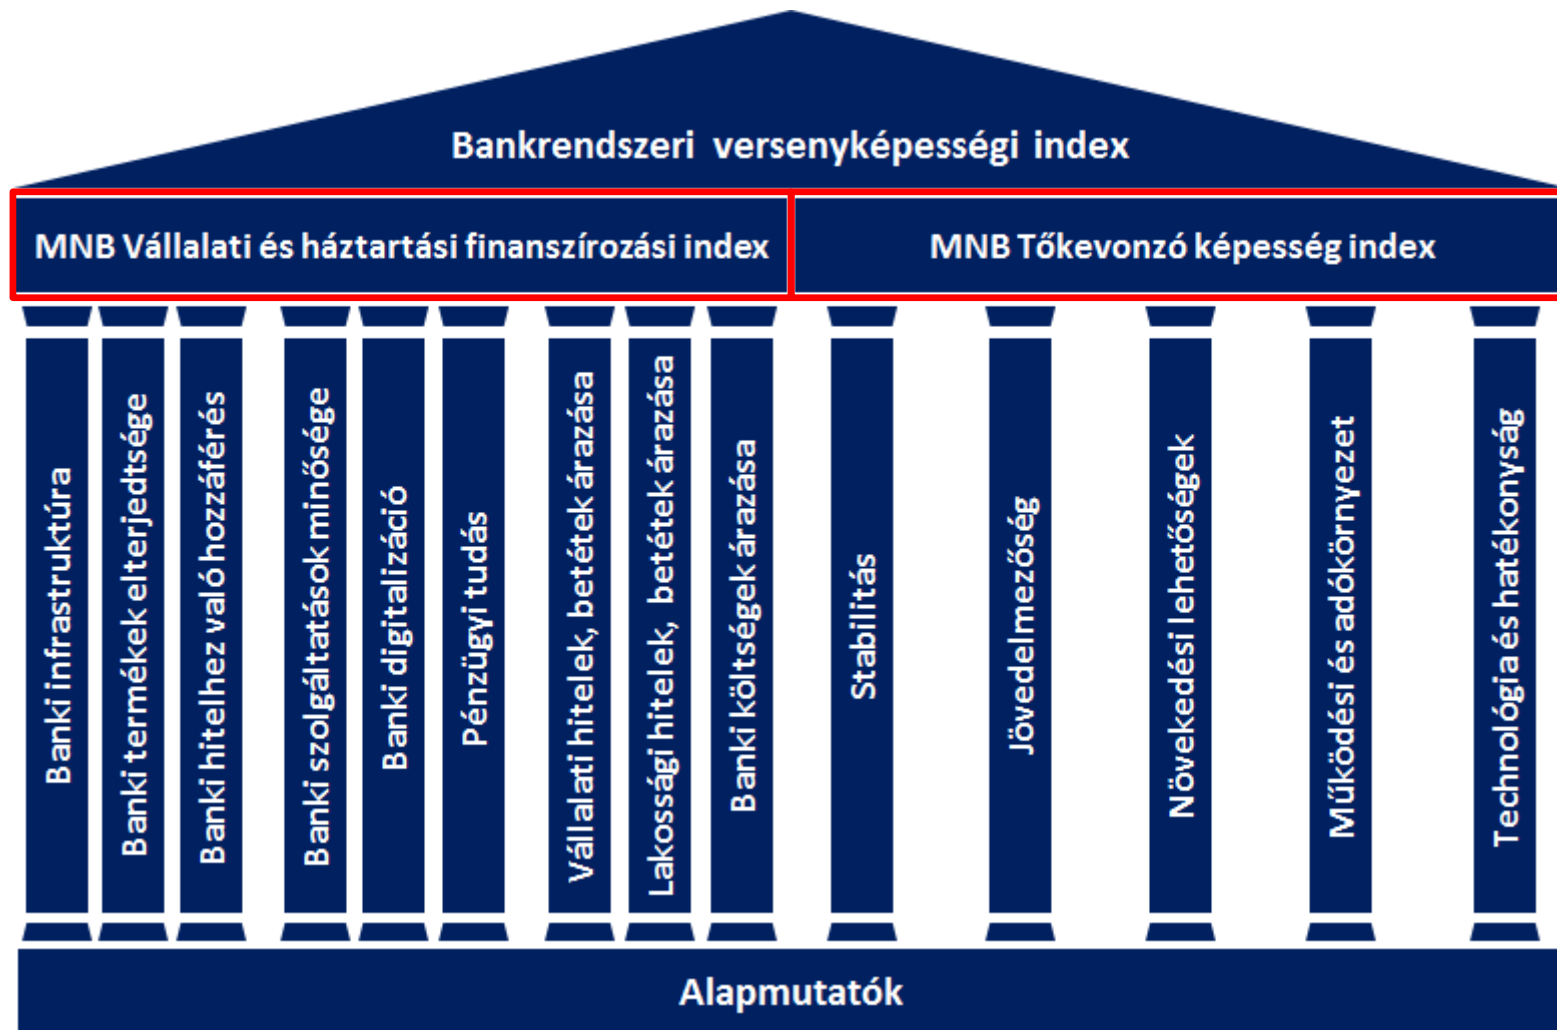 Bankrendszeri versenyképességi index
MNB Vállalati és háztartási finanszírozási index
MNB Tőkevonzó képesség index
Banki infrastruktúra
Banki termékek elterjedtsége
Banki hitelhez való hozzáférés
Banki szolgáltatások minősége
Banki digitalizáció
Pénzügyi tudás
Vállalati hitelek, betétek árazása
Lakossági hitelek, betétek árazása
Banki költségek árazása
Stabilitás
Jövedelmezőség
Növekedési lehetőségek
Működési és adókörnyezet
Technológia és hatékonyság
Alapmutatók